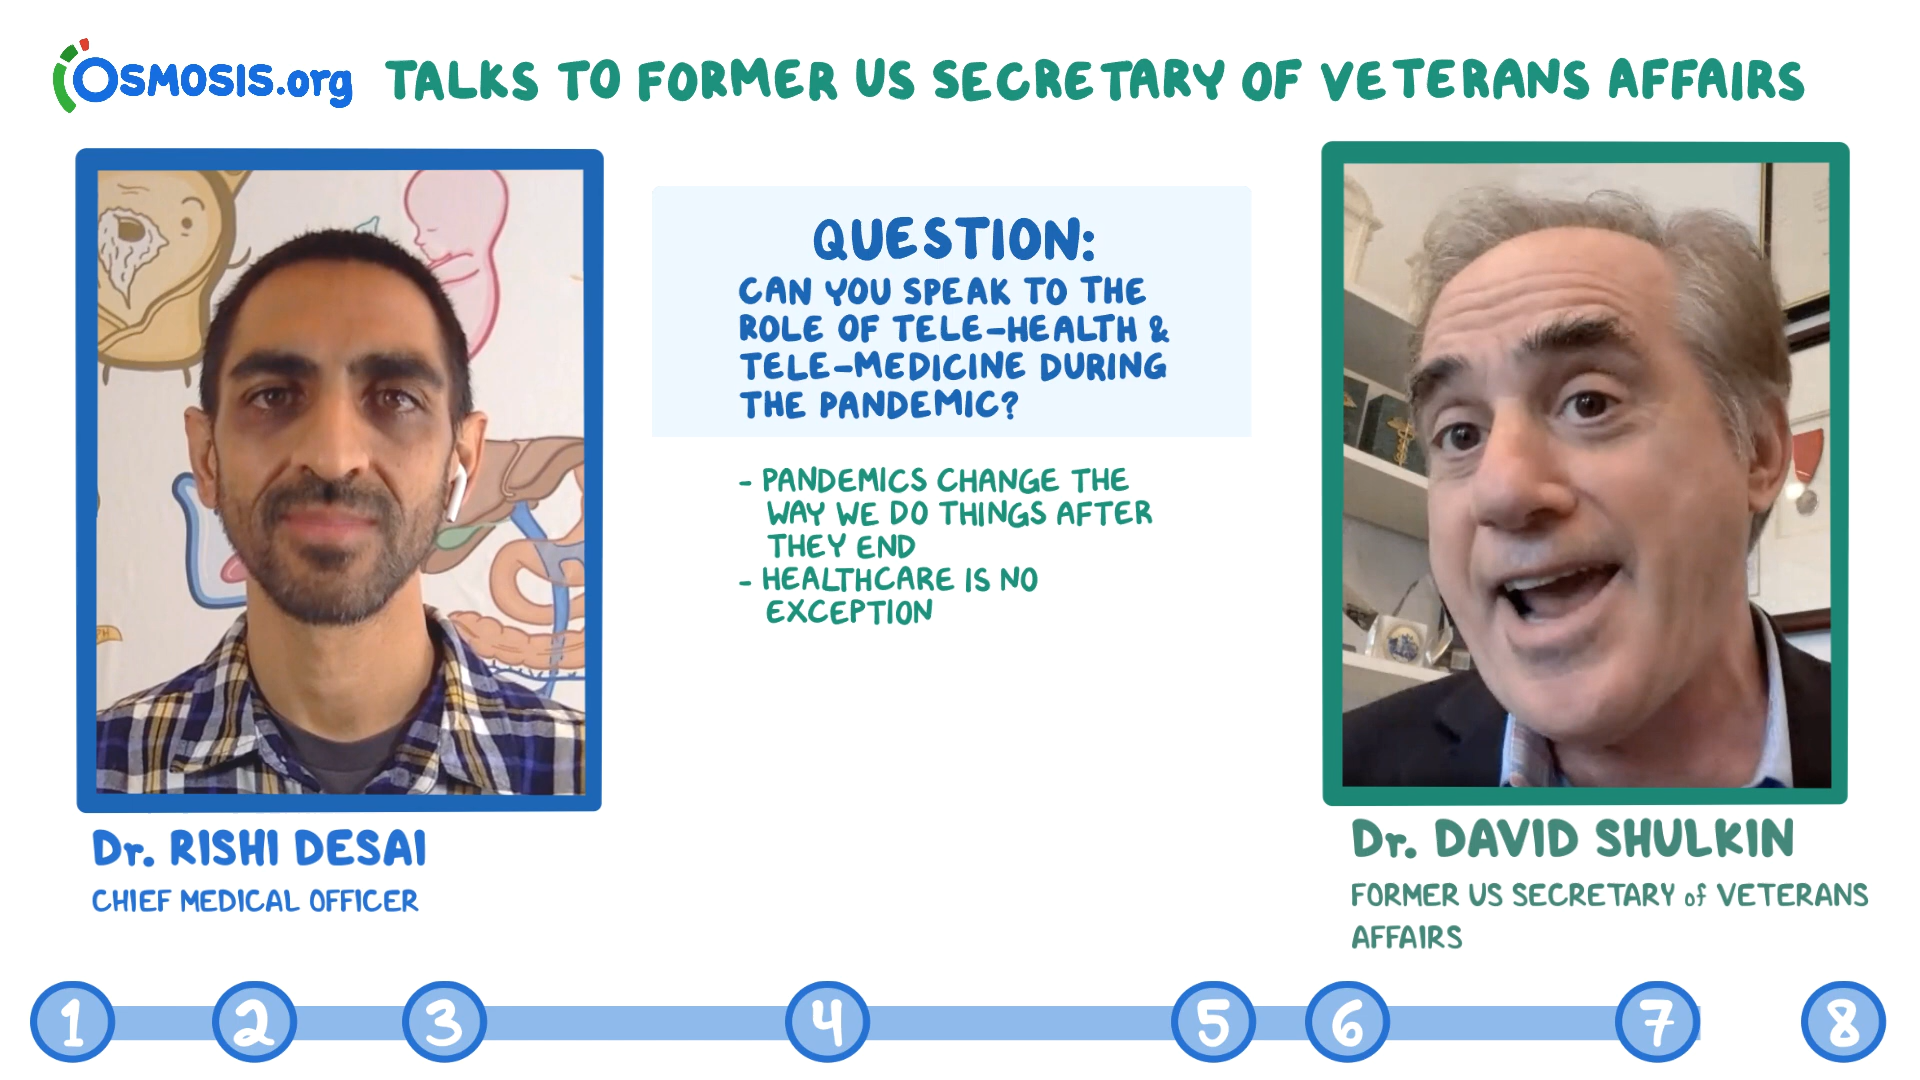 OSMOSIS.org TALKS TO FORMER US SECRETARY OF VETERANS AFFAIRS
QUESTION:
CAN YOU SPEAK TO THE
ROLE OF TELE-HEALTH &
TELE-MEDICINE DURING
THE PANDEMIC?
- PANDEMICS CHANGE THE
WAY WE DO THINGS AFTER
THEY END
- HEALTHCARE IS NO
EXCEPTION
Dr. RISHI DESAI
CHIEF MEDICAL OFFICER
Dr. DAVID SHULKIN
FORMER US SECRETARY of VETERANS
AFFAIRS
1 2 3 4 5 6 7 8